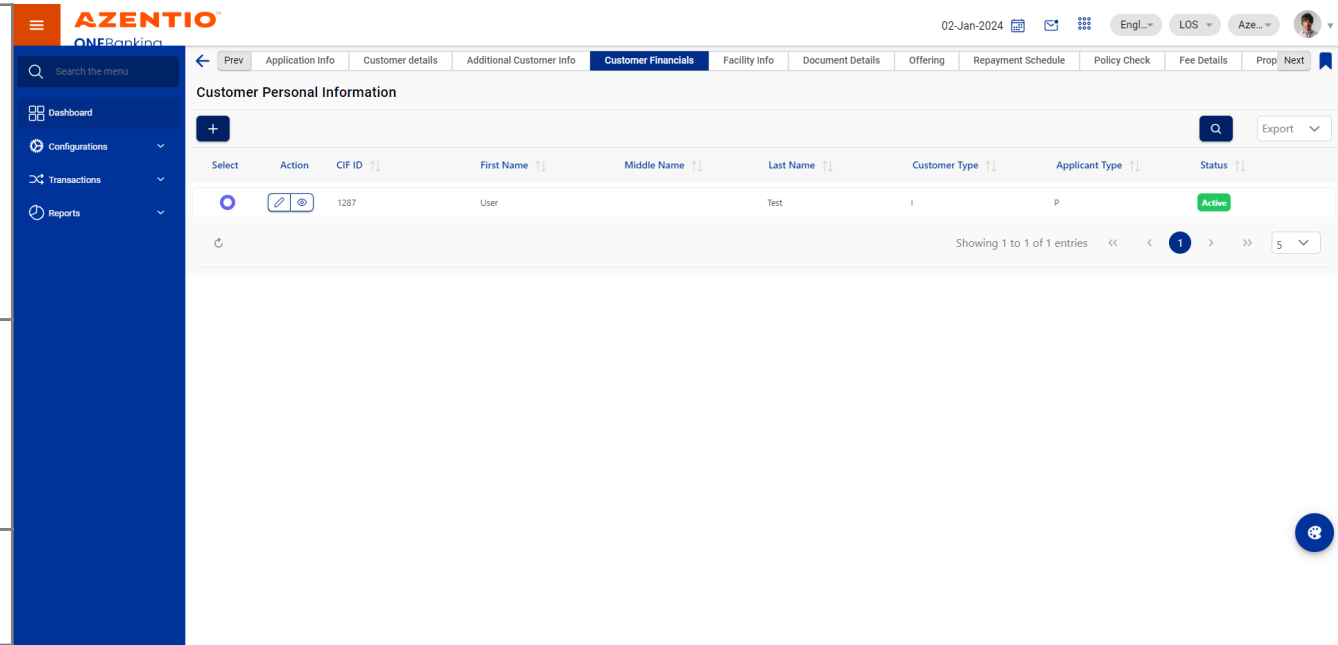 AZENTIO™
ONEBanking
02-Jan-2024
Engl...
LOS
Aze...
Search the menu
Dashboard
Configurations
Transactions
Reports
Prev Application Info Customer details Additional Customer Info Customer Financials Facility Info Document Details Offering Repayment Schedule Policy Check Fee Details Prop Next
Customer Personal Information
+
Export
Select Action CIF ID First Name Middle Name Last Name Customer Type Applicant Type Status
1287 User Test I P Active
Showing 1 to 1 of 1 entries << < 1 > >> 5